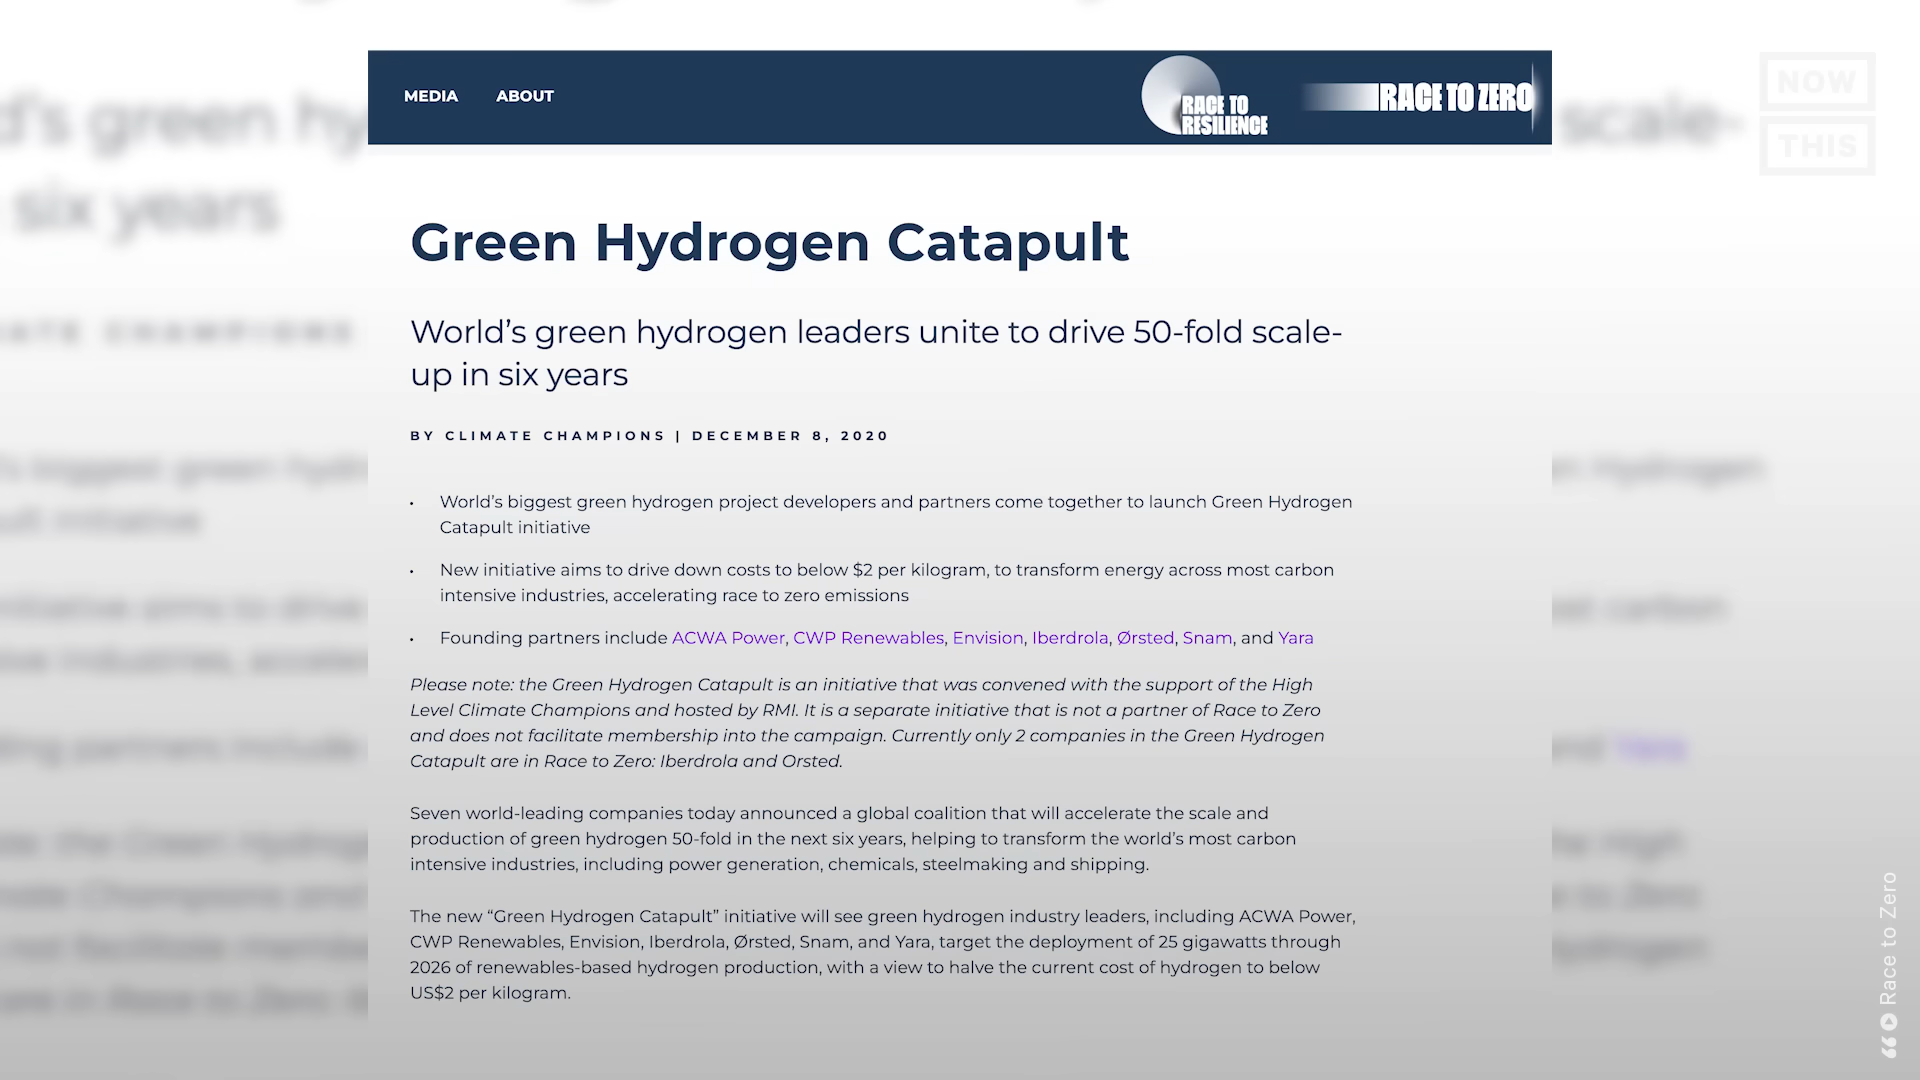 MEDIA ABOUT
RACE TO
RESILIENCE
RACE TO ZERO
NOW
THIS
Green Hydrogen Catapult
World’s green hydrogen leaders unite to drive 50-fold scale-
up in six years
BY CLIMATE CHAMPIONS | DECEMBER 8, 2020
• World’s biggest green hydrogen project developers and partners come together to launch Green Hydrogen
Catapult initiative
• New initiative aims to drive down costs to below $2 per kilogram, to transform energy across most carbon
intensive industries, accelerating race to zero emissions
• Founding partners include ACWA Power, CWP Renewables, Envision, Iberdrola, Ørsted, Snam, and Yara
Please note: the Green Hydrogen Catapult is an initiative that was convened with the support of the High
Level Climate Champions and hosted by RMI. It is a separate initiative that is not a partner of Race to Zero
and does not facilitate membership into the campaign. Currently only 2 companies in the Green Hydrogen
Catapult are in Race to Zero: Iberdrola and Orsted.
Seven world-leading companies today announced a global coalition that will accelerate the scale and
production of green hydrogen 50-fold in the next six years, helping to transform the world’s most carbon
intensive industries, including power generation, chemicals, steelmaking and shipping.
The new “Green Hydrogen Catapult” initiative will see green hydrogen industry leaders, including ACWA Power,
CWP Renewables, Envision, Iberdrola, Ørsted, Snam, and Yara, target the deployment of 25 gigawatts through
2026 of renewables-based hydrogen production, with a view to halve the current cost of hydrogen to below
US$2 per kilogram.
Race to Zero